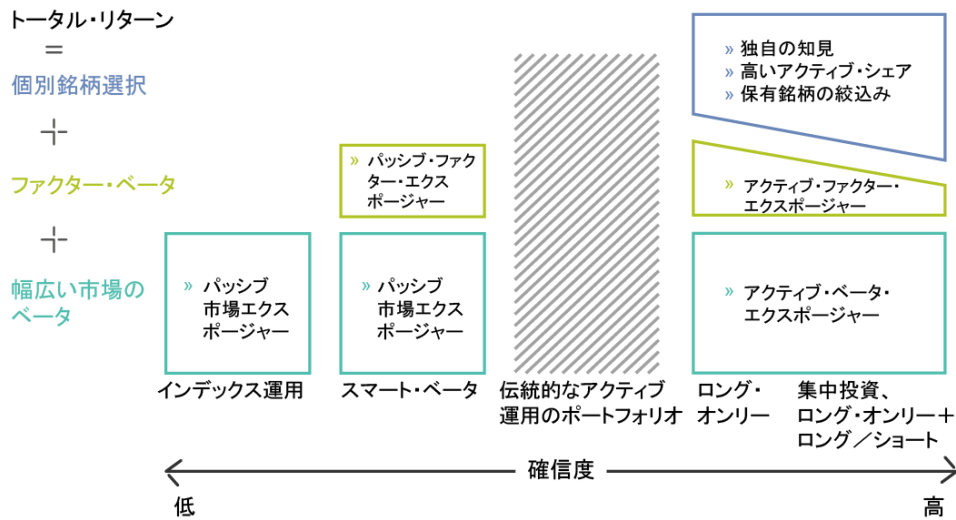 トータル・リターン
=
個別銘柄選択
+
ファクター・ベータ
+
幅広い市場の
ベータ
» パッシブ
市場エクス
ポージャー
» パッシブ・ファク
ター・エクス
ポージャー
» パッシブ
市場エクス
ポージャー
» 独自の知見
» 高いアクティブ・シェア
» 保有銘柄の絞込み
» アクティブ・ファクター・
エクスポージャー
» アクティブ・ベータ・
エクスポージャー
インデックス運用
スマート・ベータ
伝統的なアクティブ
運用のポートフォリオ
ロング・
オンリー
集中投資、
ロング・オンリー＋
ロング／ショート
確信度
低
高